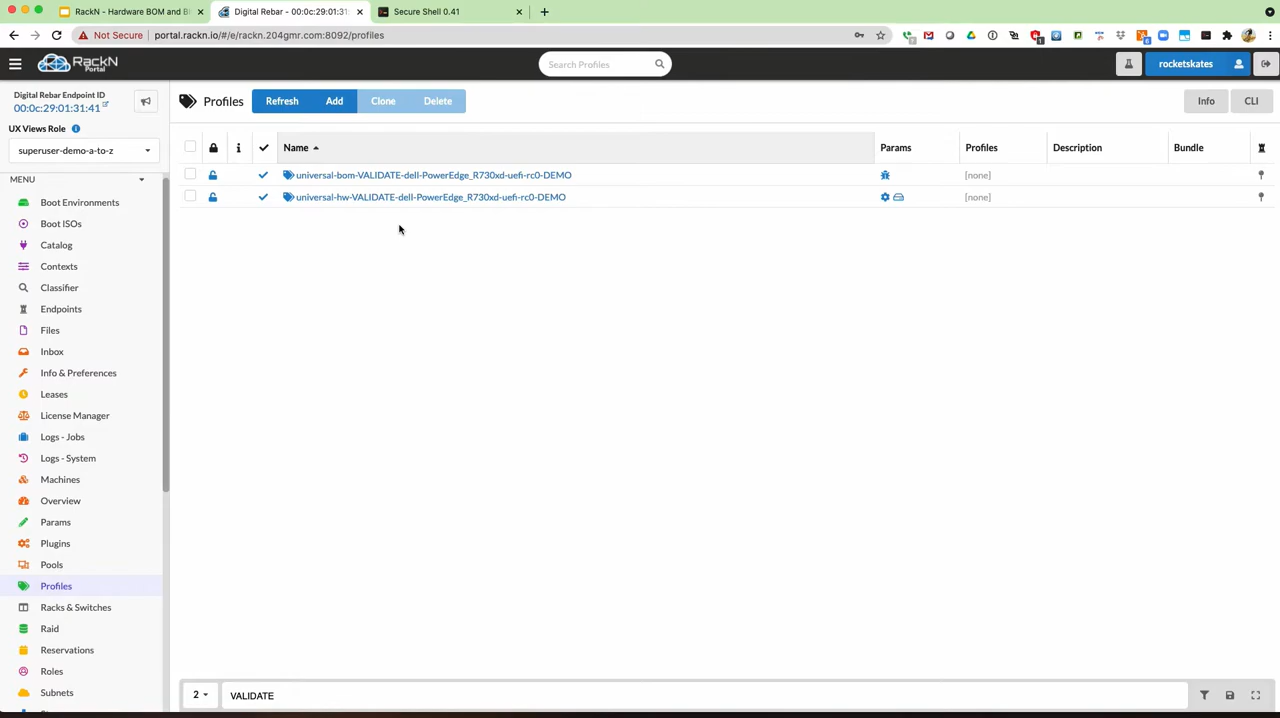 RackN - Hardware BOM and B
Digital Rebar - 00:0c:29:01:31:
Secure Shell 0.41
Not Secure
portal.rackn.io/#/e/rackn.204gmr.com:8092/profiles
RackN
Portal
Search Profiles
rocketskates
Digital Rebar Endpoint ID
00:0c:29:01:31:41
UX Views Role
superuser-demo-a-to-z
MENU
Boot Environments
Boot ISOs
Catalog
Contexts
Classifier
Endpoints
Files
Inbox
Info & Preferences
Leases
License Manager
Logs - Jobs
Logs - System
Machines
Overview
Params
Plugins
Pools
Profiles
Racks & Switches
Raid
Reservations
Roles
Subnets
Profiles
Refresh
Add
Clone
Delete
Info
CLI
Name
Params
Profiles
Description
Bundle
universal-bom-VALIDATE-dell-PowerEdge_R730xd-uefi-rc0-DEMO
[none]
universal-hw-VALIDATE-dell-PowerEdge_R730xd-uefi-rc0-DEMO
[none]
2
VALIDATE